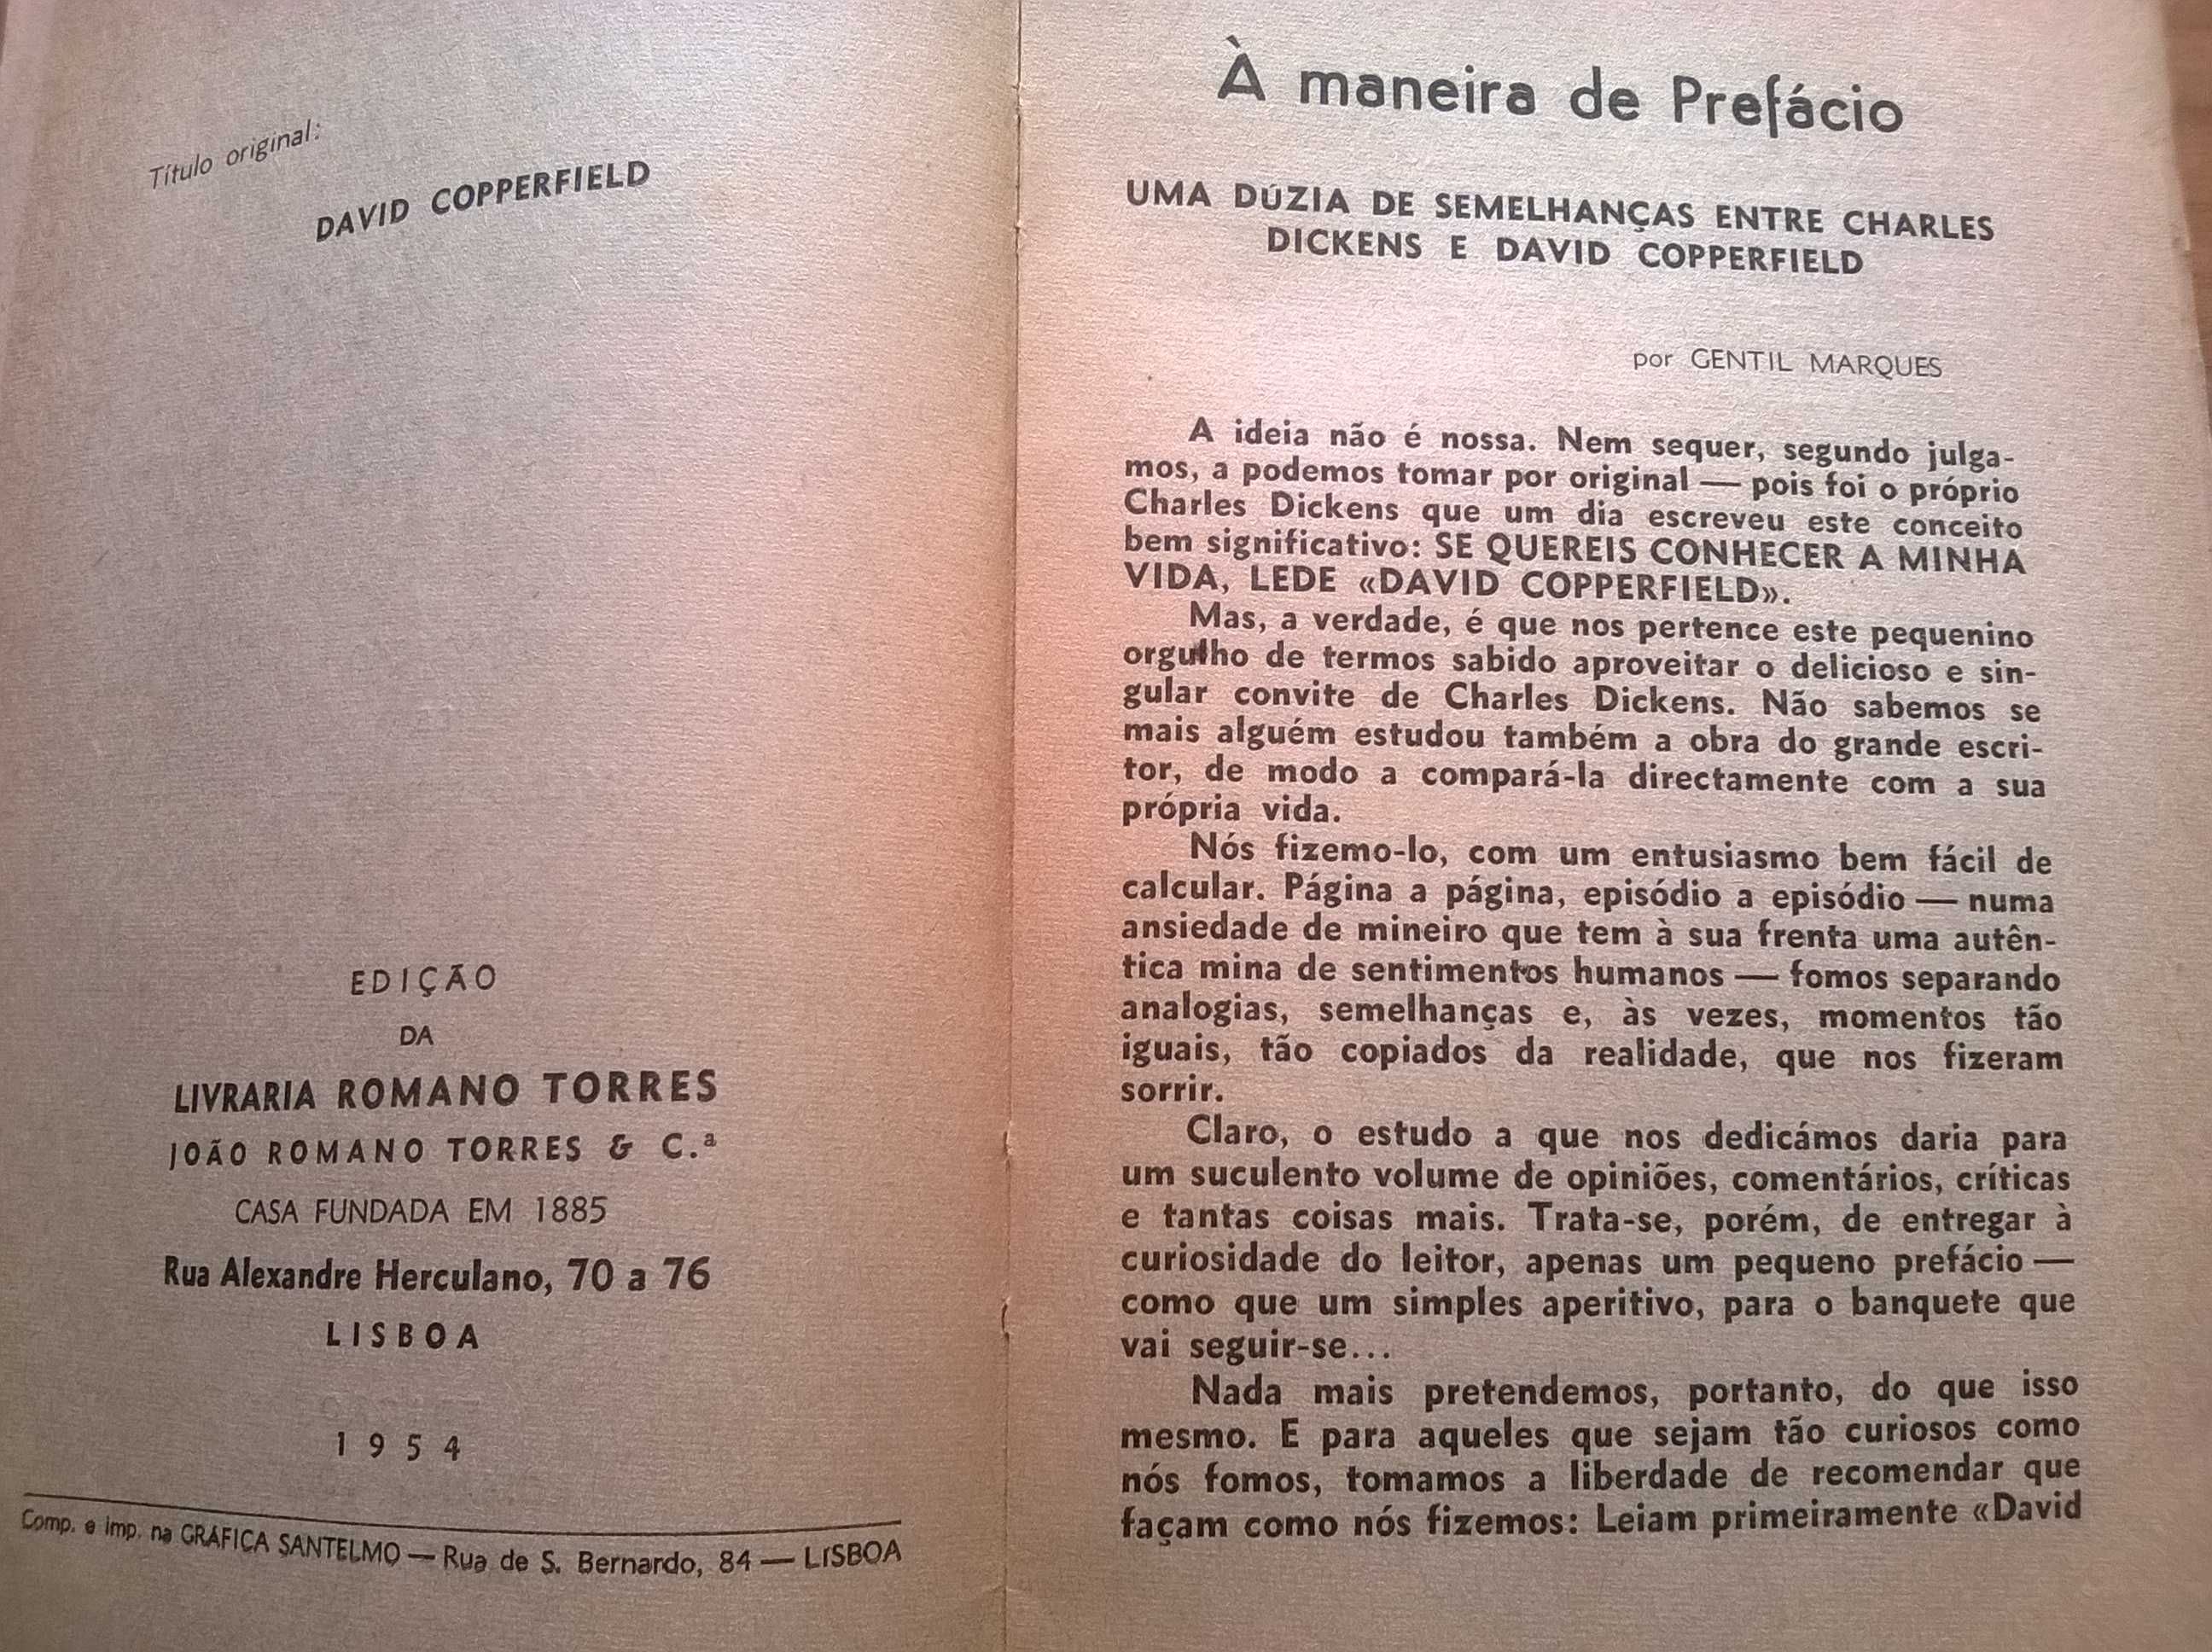 Título original:
DAVID COPPERFIELD
EDIÇÃO
DA
LIVRARIA ROMANO TORRES
JOÃO ROMANO TORRES & C.ª
CASA FUNDADA EM 1885
Rua Alexandre Herculano, 70 a 76
LISBOA
1954
Comp. e imp. na GRÁFICA SANTELMO — Rua de S. Bernardo, 84 — LISBOA
À maneira de Prefácio
UMA DÚZIA DE SEMELHANÇAS ENTRE CHARLES
DICKENS E DAVID COPPERFIELD
por GENTIL MARQUES
A ideia não é nossa. Nem sequer, segundo julga-
mos, a podemos tomar por original — pois foi o próprio
Charles Dickens que um dia escreveu este conceito
bem significativo: SE QUEREIS CONHECER A MINHA
VIDA, LEDE «DAVID COPPERFIELD».
Mas, a verdade, é que nos pertence este pequenino
orgulho de termos sabido aproveitar o delicioso e sin-
gular convite de Charles Dickens. Não sabemos se
mais alguém estudou também a obra do grande escri-
tor, de modo a compará-la directamente com a sua
própria vida.
Nós fizemo-lo, com um entusiasmo bem fácil de
calcular. Página a página, episódio a episódio — numa
ansiedade de mineiro que tem à sua frenta uma autên-
tica mina de sentimentos humanos — fomos separando
analogias, semelhanças e, às vezes, momentos tão
iguais, tão copiados da realidade, que nos fizeram
sorrir.
Claro, o estudo a que nos dedicámos daria para
um suculento volume de opiniões, comentários, críticas
e tantas coisas mais. Trata-se, porém, de entregar à
curiosidade do leitor, apenas um pequeno prefácio —
como que um simples aperitivo, para o banquete que
vai seguir-se...
Nada mais pretendemos, portanto, do que isso
mesmo. E para aqueles que sejam tão curiosos como
nós fomos, tomamos a liberdade de recomendar que
façam como nós fizemos: Leiam primeiramente «David